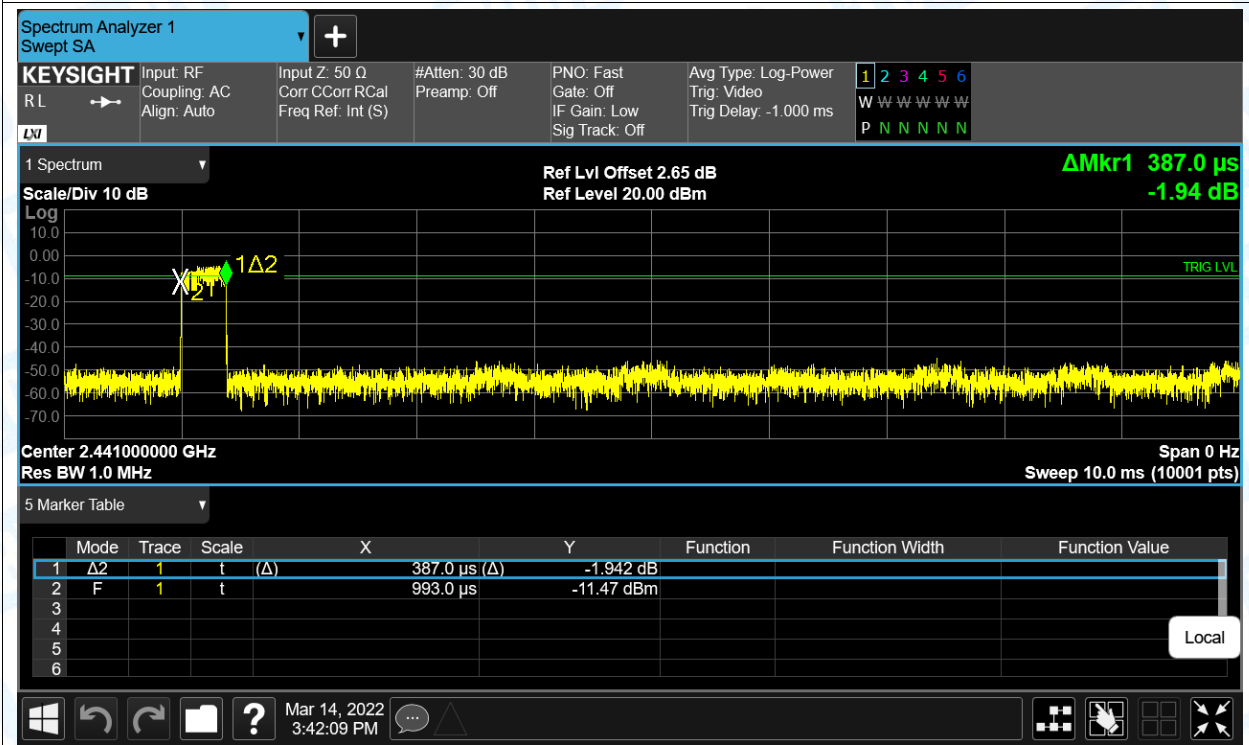 Spectrum Analyzer 1
Swept SA
KEYSIGHT
R L
LXI
Input: RF
Coupling: AC
Align: Auto
Input Z: 50 Ω
Corr CCorr RCal
Freq Ref: Int (S)
#Atten: 30 dB
Preamp: Off
PNO: Fast
Gate: Off
IF Gain: Low
Sig Track: Off
Avg Type: Log-Power
Trig: Video
Trig Delay: -1.000 ms
1 2 3 4 5 6
W W W W W W
P N N N N N
1 Spectrum
Scale/Div 10 dB
Ref Lvl Offset 2.65 dB
Ref Level 20.00 dBm
ΔMkr1 387.0 µs
-1.94 dB
Log
10.0
0.00
-10.0
-20.0
-30.0
-40.0
-50.0
-60.0
-70.0
1Δ2
2
TRIG LVL
Center 2.441000000 GHz
Span 0 Hz
Res BW 1.0 MHz
Sweep 10.0 ms (10001 pts)
5 Marker Table
Mode Trace Scale X Y Function Function Width Function Value
1 Δ2 1 t (Δ) 387.0 µs (Δ) -1.942 dB
2 F 1 t 993.0 µs -11.47 dBm
3
4
5
6
Local
?
Mar 14, 2022
3:42:09 PM